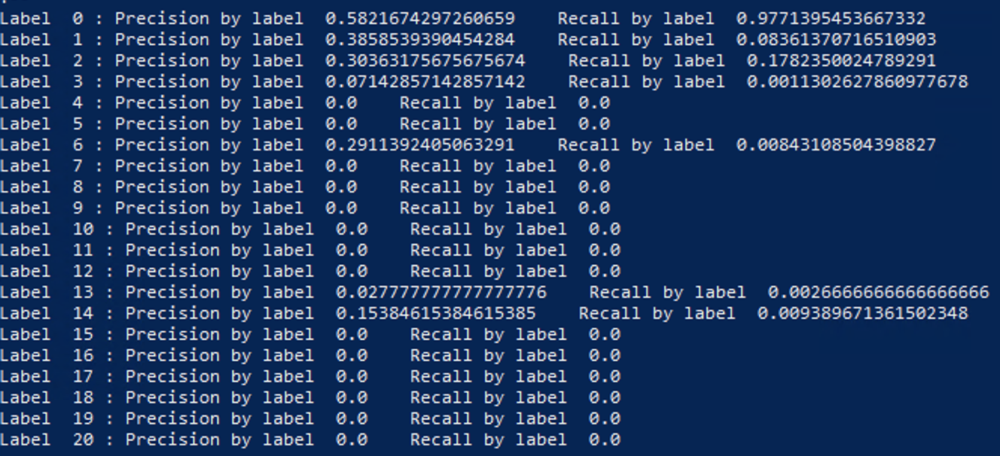 Label  0 : Precision by label  0.5821674297260659    Recall by label  0.9771395453667332
Label  1 : Precision by label  0.3858539390454284    Recall by label  0.08361370716510903
Label  2 : Precision by label  0.30363175675675674    Recall by label  0.1782350024789291
Label  3 : Precision by label  0.07142857142857142    Recall by label  0.0011302627860977678
Label  4 : Precision by label  0.0    Recall by label  0.0
Label  5 : Precision by label  0.0    Recall by label  0.0
Label  6 : Precision by label  0.2911392405063291    Recall by label  0.00843108504398827
Label  7 : Precision by label  0.0    Recall by label  0.0
Label  8 : Precision by label  0.0    Recall by label  0.0
Label  9 : Precision by label  0.0    Recall by label  0.0
Label  10 : Precision by label  0.0    Recall by label  0.0
Label  11 : Precision by label  0.0    Recall by label  0.0
Label  12 : Precision by label  0.0    Recall by label  0.0
Label  13 : Precision by label  0.027777777777777776    Recall by label  0.0026666666666666666
Label  14 : Precision by label  0.15384615384615385    Recall by label  0.009389671361502348
Label  15 : Precision by label  0.0    Recall by label  0.0
Label  16 : Precision by label  0.0    Recall by label  0.0
Label  17 : Precision by label  0.0    Recall by label  0.0
Label  18 : Precision by label  0.0    Recall by label  0.0
Label  19 : Precision by label  0.0    Recall by label  0.0
Label  20 : Precision by label  0.0    Recall by label  0.0